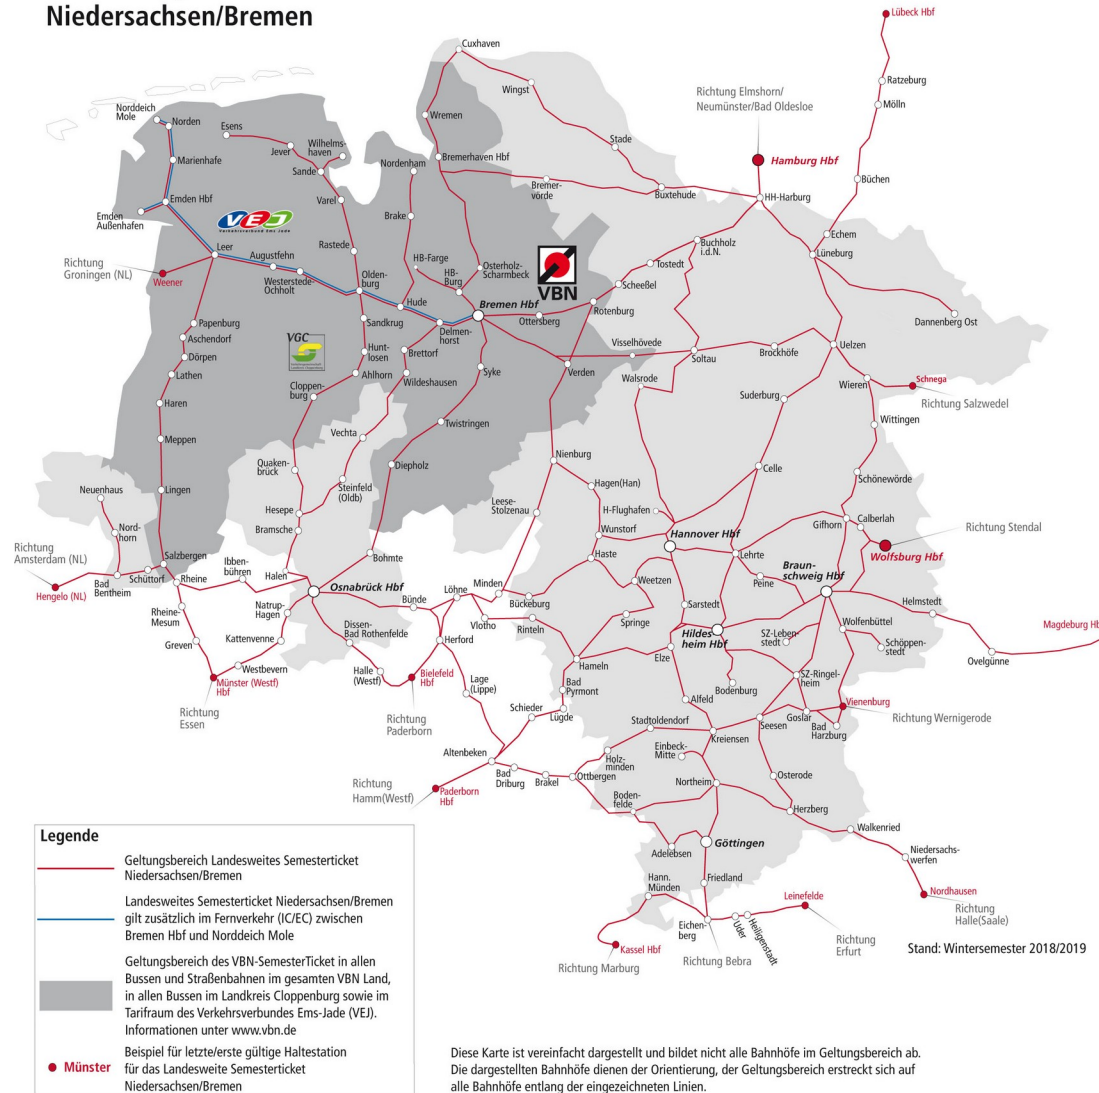 Niedersachsen/Bremen
Lübeck Hbf
Cuxhaven
Ratzeburg
Wingst
Richtung Elmshorn/
Neumünster/Bad Oldesloe
Mölln
Norddeich
Mole
Norden
Esens
Wremen
Jever
Wilhelms-
haven
Stade
Marienhafe
Sande
Nordenham
Bremerhaven Hbf
Hamburg Hbf
Büchen
Bremer-
vörde
Buxtehude
HH-Harburg
Emden Hbf
Varel
Emden
Außenhafen
VEJ
Verkehrsverbund Ems-Jade
Brake
Echem
Leer
Rastede
Buchholz
i.d.N.
Lüneburg
Augustfehn
HB-Farge
HB-
Burg
Osterholz-
Scharmbeck
Tostedt
Richtung
Groningen (NL)
Weener
Westerstede-
Ocholt
Olden-
burg
VBN
Scheeßel
Hude
Bremen Hbf
Rotenburg
Dannenberg Ost
Papenburg
Sandkrug
Delmen-
horst
Ottersberg
Aschendorf
VGC
Hunt-
losen
Brettorf
Visselhövede
Soltau
Brockhöfe
Uelzen
Dörpen
Lathen
Ahlhorn
Wildeshausen
Syke
Verden
Walsrode
Wieren
Schnega
Cloppen-
burg
Suderburg
Richtung Salzwedel
Haren
Wittingen
Twistringen
Meppen
Vechta
Nienburg
Quaken-
brück
Diepholz
Celle
Schönewörde
Neuenhaus
Lingen
Steinfeld
(Oldb)
Hagen(Han)
Leese-
Stolzenau
H-Flughafen
Hesepe
Calberlah
Gifhorn
Richtung Stendal
Nord-
horn
Bramsche
Wunstorf
Hannover Hbf
Richtung
Amsterdam (NL)
Salzbergen
Bohmte
Haste
Lehrte
Wolfsburg Hbf
Ibben-
bühren
Halen
Braun-
schweig Hbf
Hengelo (NL)
Bad
Bentheim
Schüttorf
Rheine
Osnabrück Hbf
Löhne
Minden
Weetzen
Peine
Bünde
Bückeburg
Sarstedt
Helmstedt
Rheine-
Mesum
Natrup-
Hagen
Vlotho
Rinteln
Springe
Wolfenbüttel
Magdeburg Hb
Greven
Kattenvenne
Dissen-
Bad Rothenfelde
Herford
Hildes-
heim Hbf
SZ-Leben-
stedt
Schöppen-
stedt
Ovelgünne
Elze
Westbevern
Hameln
Münster (Westf)
Hbf
Halle
(Westf)
Bielefeld
Hbf
Lage
(Lippe)
Bad
Pyrmont
Bodenburg
SZ-Ringel-
heim
Richtung
Essen
Richtung
Paderborn
Schieder
Lügde
Alfeld
Vienenburg
Richtung Wernigerode
Stadtoldendorf
Seesen
Goslar
Bad
Harzburg
Kreiensen
Altenbeken
Einbeck-
Mitte
Holz-
minden
Bad
Driburg
Brakel
Ottbergen
Northeim
Osterode
Richtung
Hamm(Westf)
Paderborn
Hbf
Boden-
felde
Herzberg
Walkenried
Adelebsen
Göttingen
Niedersachs-
werfen
Hann.
Münden
Friedland
Leinefelde
Nordhausen
Richtung
Halle(Saale)
Eichen-
berg
Uder
Heiligenstadt
Kassel Hbf
Richtung Marburg
Richtung Bebra
Richtung
Erfurt
Stand: Wintersemester 2018/2019
Legende
Geltungsbereich Landesweites Semesterticket
Niedersachsen/Bremen
Landesweites Semesterticket Niedersachsen/Bremen
gilt zusätzlich im Fernverkehr (IC/EC) zwischen
Bremen Hbf und Norddeich Mole
Geltungsbereich des VBN-SemesterTicket in allen
Bussen und Straßenbahnen im gesamten VBN Land,
in allen Bussen im Landkreis Cloppenburg sowie im
Tarifraum des Verkehrsverbundes Ems-Jade (VEJ).
Informationen unter www.vbn.de
Münster
Beispiel für letzte/erste gültige Haltestation
für das Landesweite Semesterticket
Niedersachsen/Bremen
Diese Karte ist vereinfacht dargestellt und bildet nicht alle Bahnhöfe im Geltungsbereich ab.
Die dargestellten Bahnhöfe dienen der Orientierung, der Geltungsbereich erstreckt sich auf
alle Bahnhöfe entlang der eingezeichneten Linien.